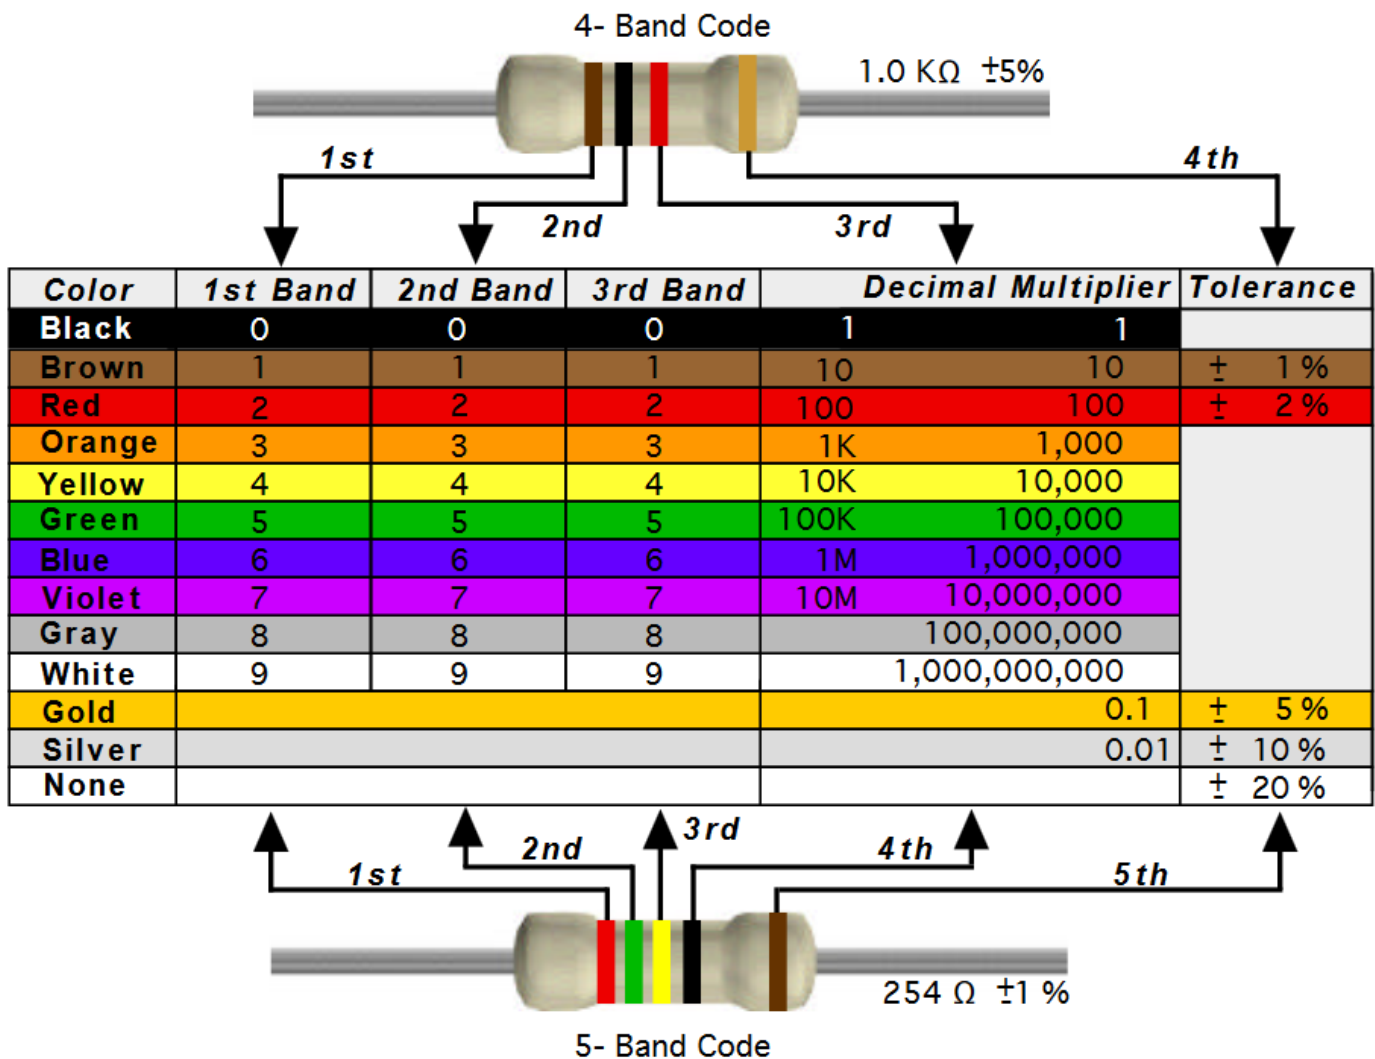 4- Band Code
1.0 KΩ ±5%
1st
4th
2nd
3rd
Color 1st Band 2nd Band 3rd Band Decimal Multiplier Tolerance
Black 0 0 0 1 1
Brown 1 1 1 10 10 ± 1 %
Red 2 2 2 100 100 ± 2 %
Orange 3 3 3 1K 1,000
Yellow 4 4 4 10K 10,000
Green 5 5 5 100K 100,000
Blue 6 6 6 1M 1,000,000
Violet 7 7 7 10M 10,000,000
Gray 8 8 8 100,000,000
White 9 9 9 1,000,000,000
Gold 0.1 ± 5 %
Silver 0.01 ± 10 %
None ± 20 %
3rd
2nd
4th
1st
5th
254 Ω ±1 %
5- Band Code